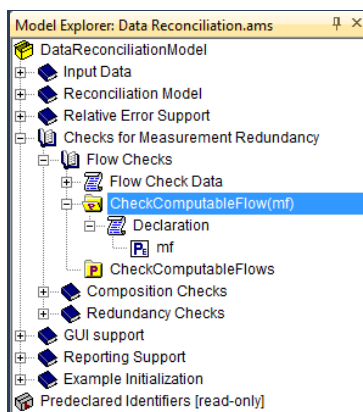 Model Explorer: Data Reconciliation.ams
DataReconciliationModel
Input Data
Reconciliation Model
Relative Error Support
Checks for Measurement Redundancy
Flow Checks
Flow Check Data
CheckComputableFlow(mf)
Declaration
mf
CheckComputableFlows
Composition Checks
Redundancy Checks
GUI support
Reporting Support
Example Initialization
Predeclared Identifiers [read-only]